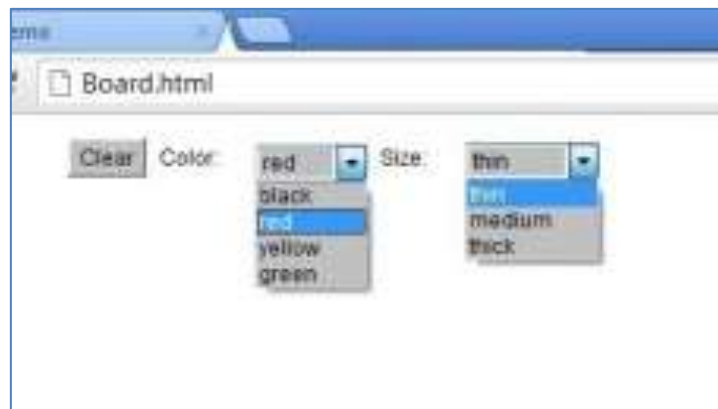 Board.html
Clear Color: red Size: thin
black
red
yellow
green
thin
medium
thick